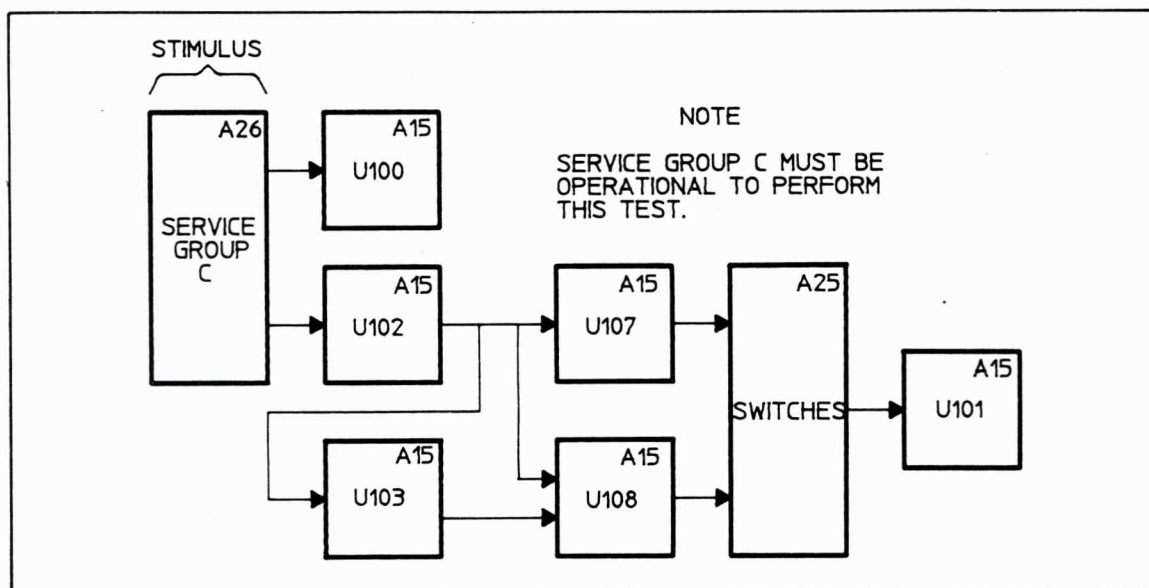 STIMULUS
A26
SERVICE
GROUP
C
A15
U100
NOTE
SERVICE GROUP C MUST BE
OPERATIONAL TO PERFORM
THIS TEST.
A15
U102
A15
U107
A25
SWITCHES
A15
U101
A15
U103
A15
U108